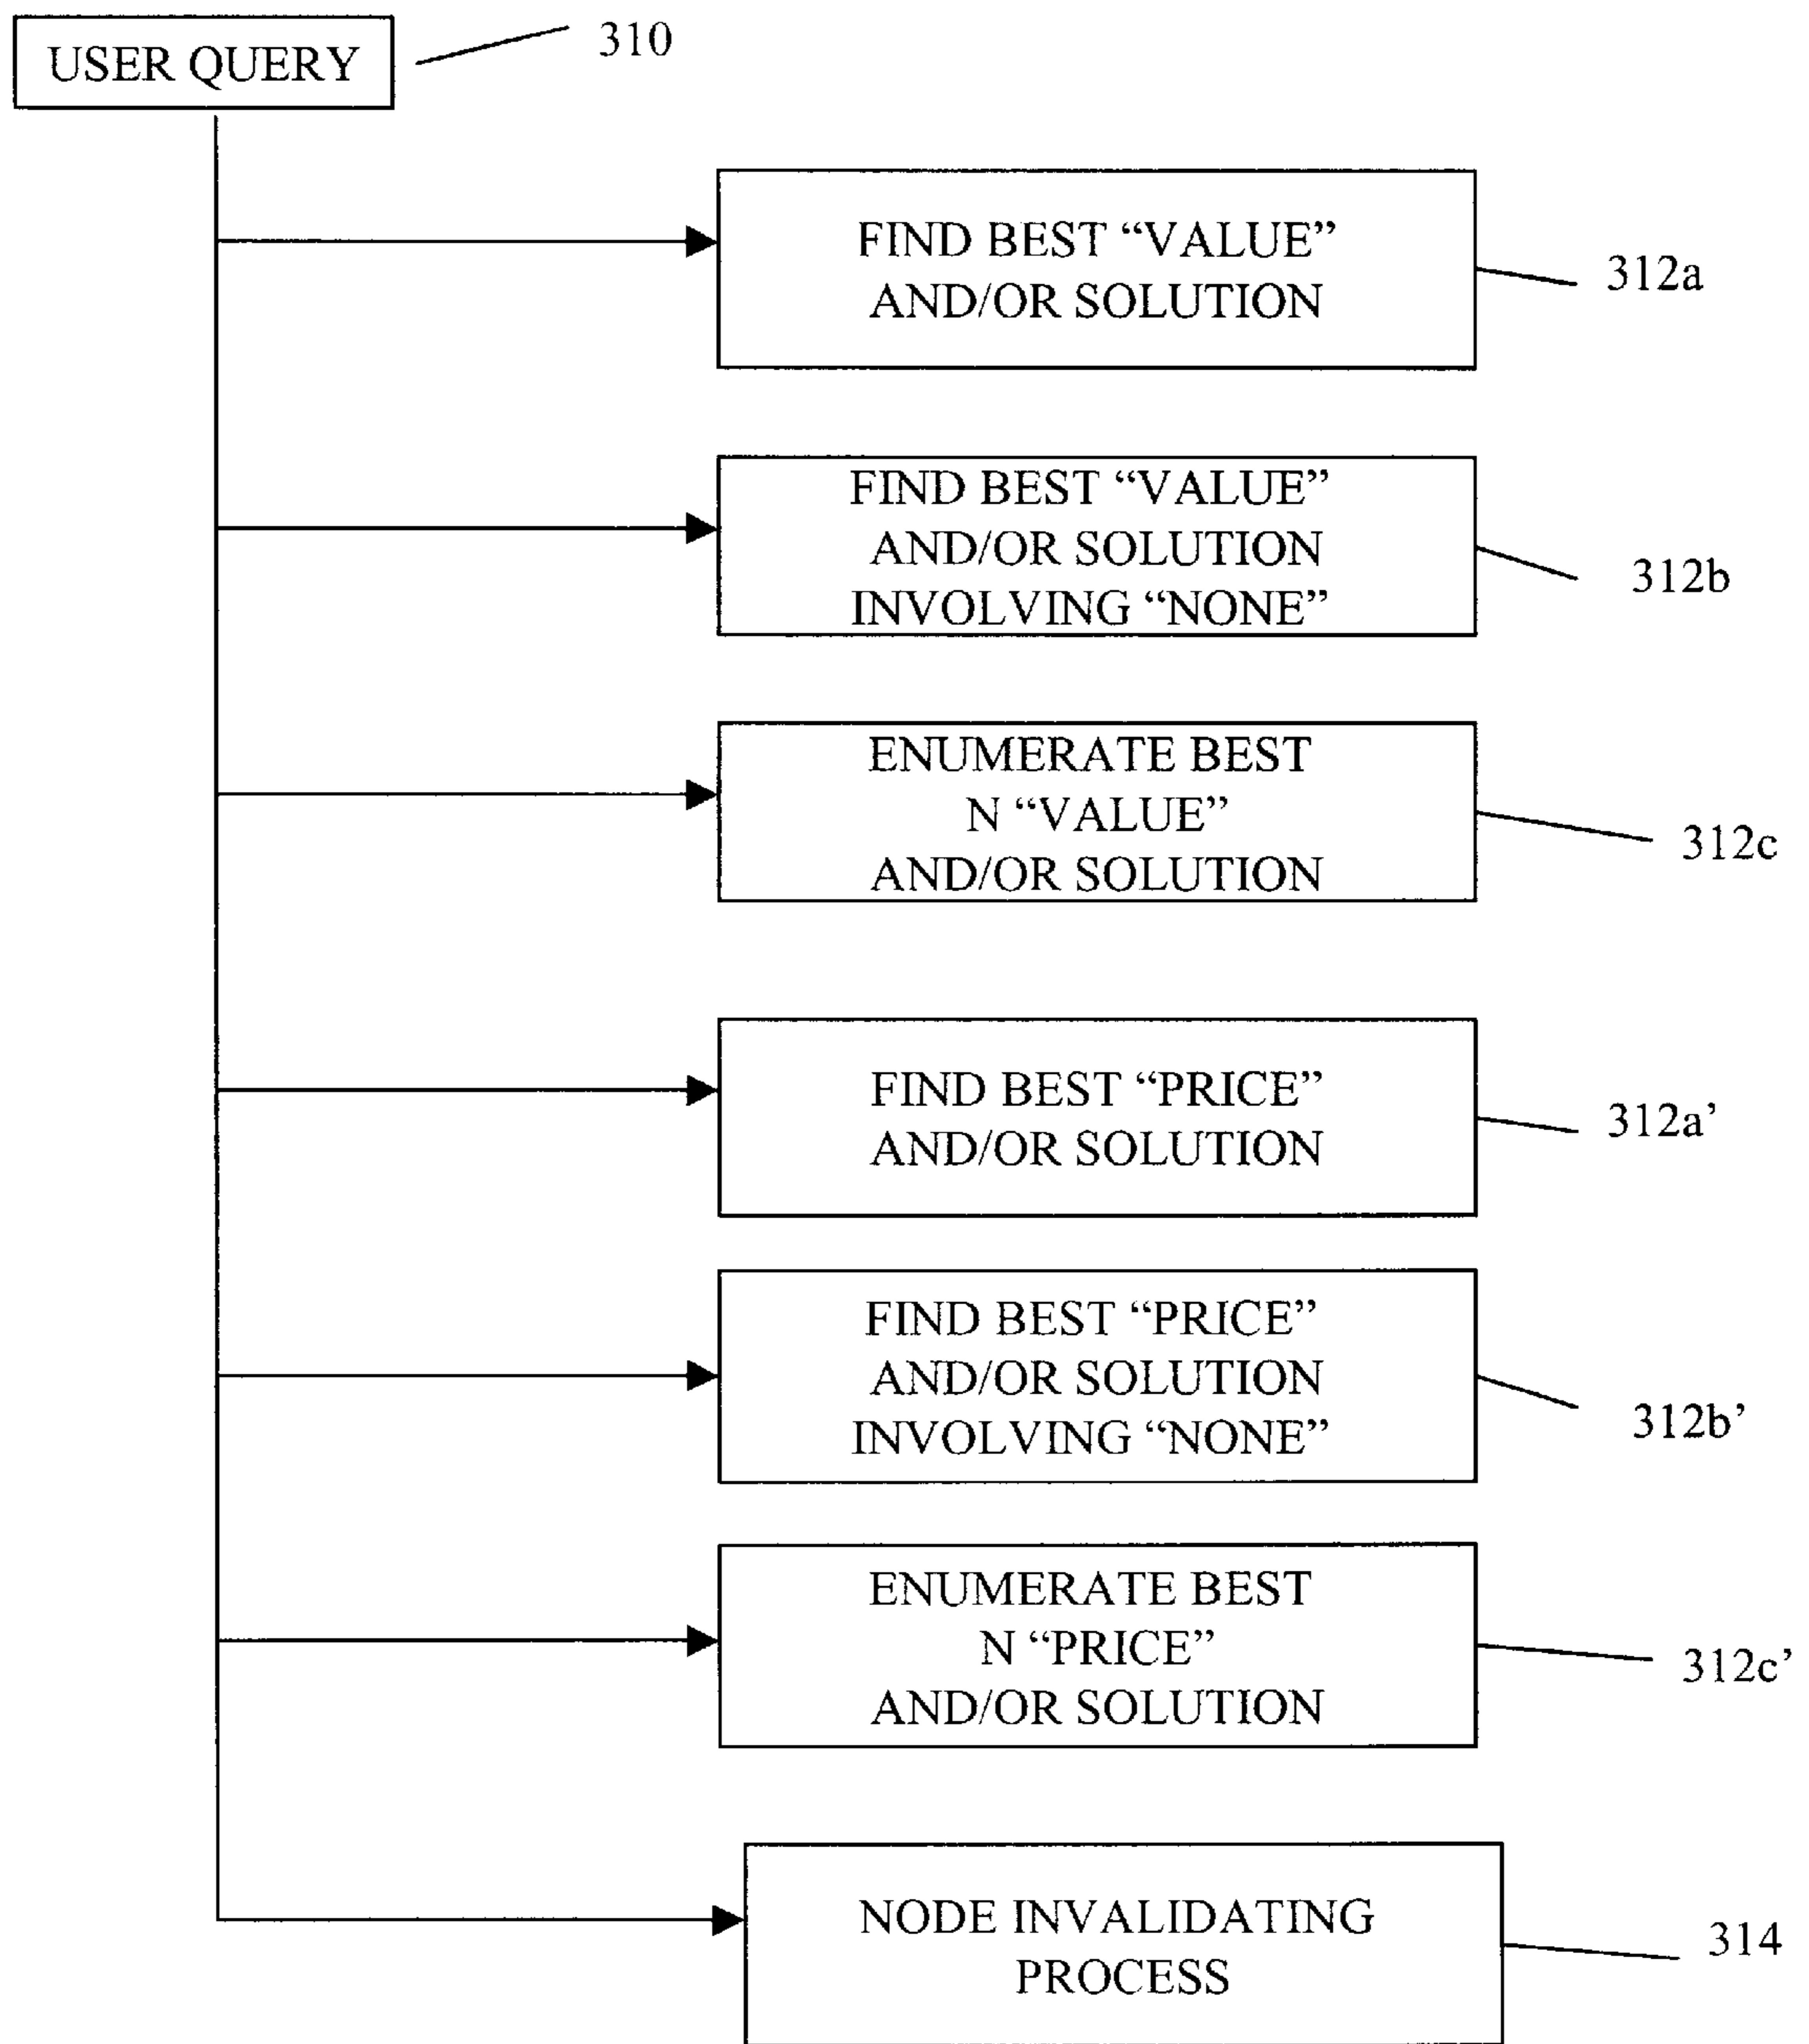 USER QUERY
310
FIND BEST “VALUE”
AND/OR SOLUTION
312a
FIND BEST “VALUE”
AND/OR SOLUTION
INVOLVING “NONE”
312b
ENUMERATE BEST
N “VALUE”
AND/OR SOLUTION
312c
FIND BEST “PRICE”
AND/OR SOLUTION
312a’
FIND BEST “PRICE”
AND/OR SOLUTION
INVOLVING “NONE”
312b’
ENUMERATE BEST
N “PRICE”
AND/OR SOLUTION
312c’
NODE INVALIDATING
PROCESS
314